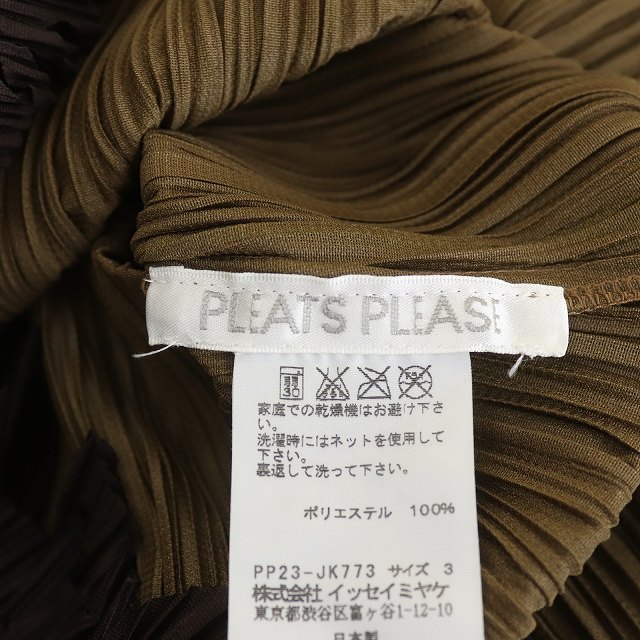 PLEATS PLEASE
家庭での乾燥機はお避け下さ
い。
洗濯時にはネットを使用して
下さい。
裏返して洗って下さい。
ポリエステル 100%
PP23-JK773 サイズ 3
株式会社 イッセイミヤケ
東京都渋谷区富ヶ谷1-12-10
日本製